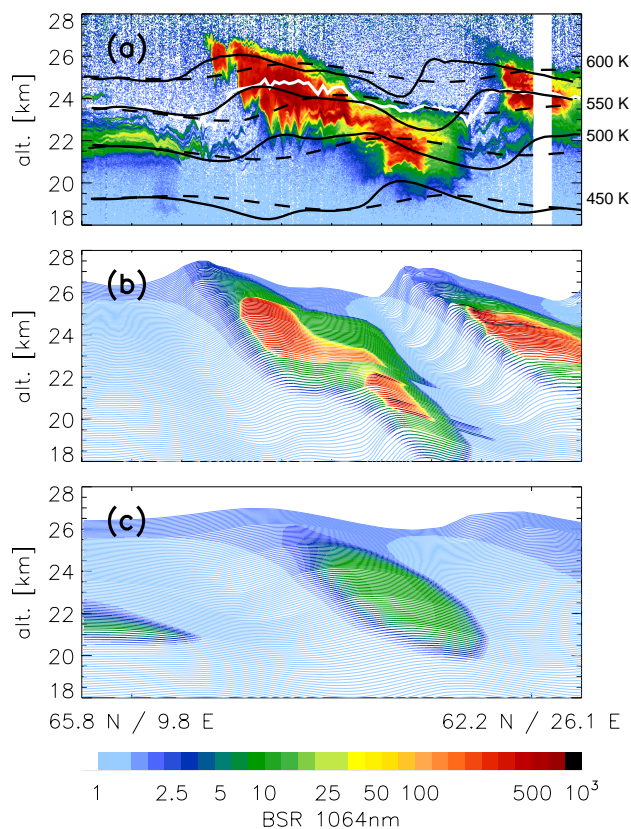 28
26
24
22
20
18
alt. [km]
(a)
600 K
550 K
500 K
450 K
28
26
24
22
20
18
alt. [km]
(b)
28
26
24
22
20
18
alt. [km]
(c)
65.8 N / 9.8 E 62.2 N / 26.1 E
1 2.5 5 10 25 50 100 500 10³
BSR 1064nm